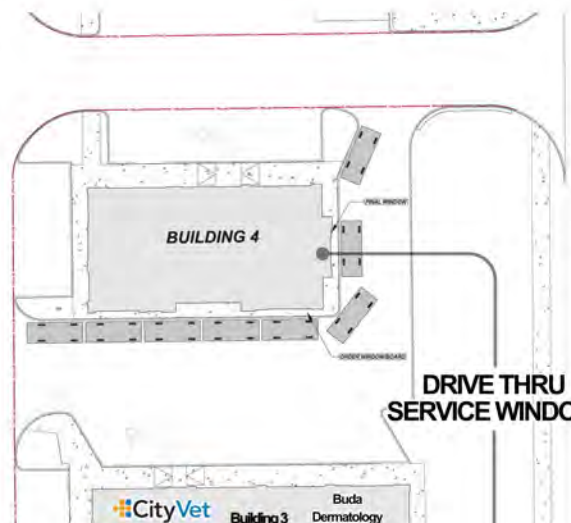 FINAL WINDOW
BUILDING 4
ORDER WINDOW/BOARD
DRIVE THRU
SERVICE WINDO
CityVet
Building 3
Buda
Dermatology